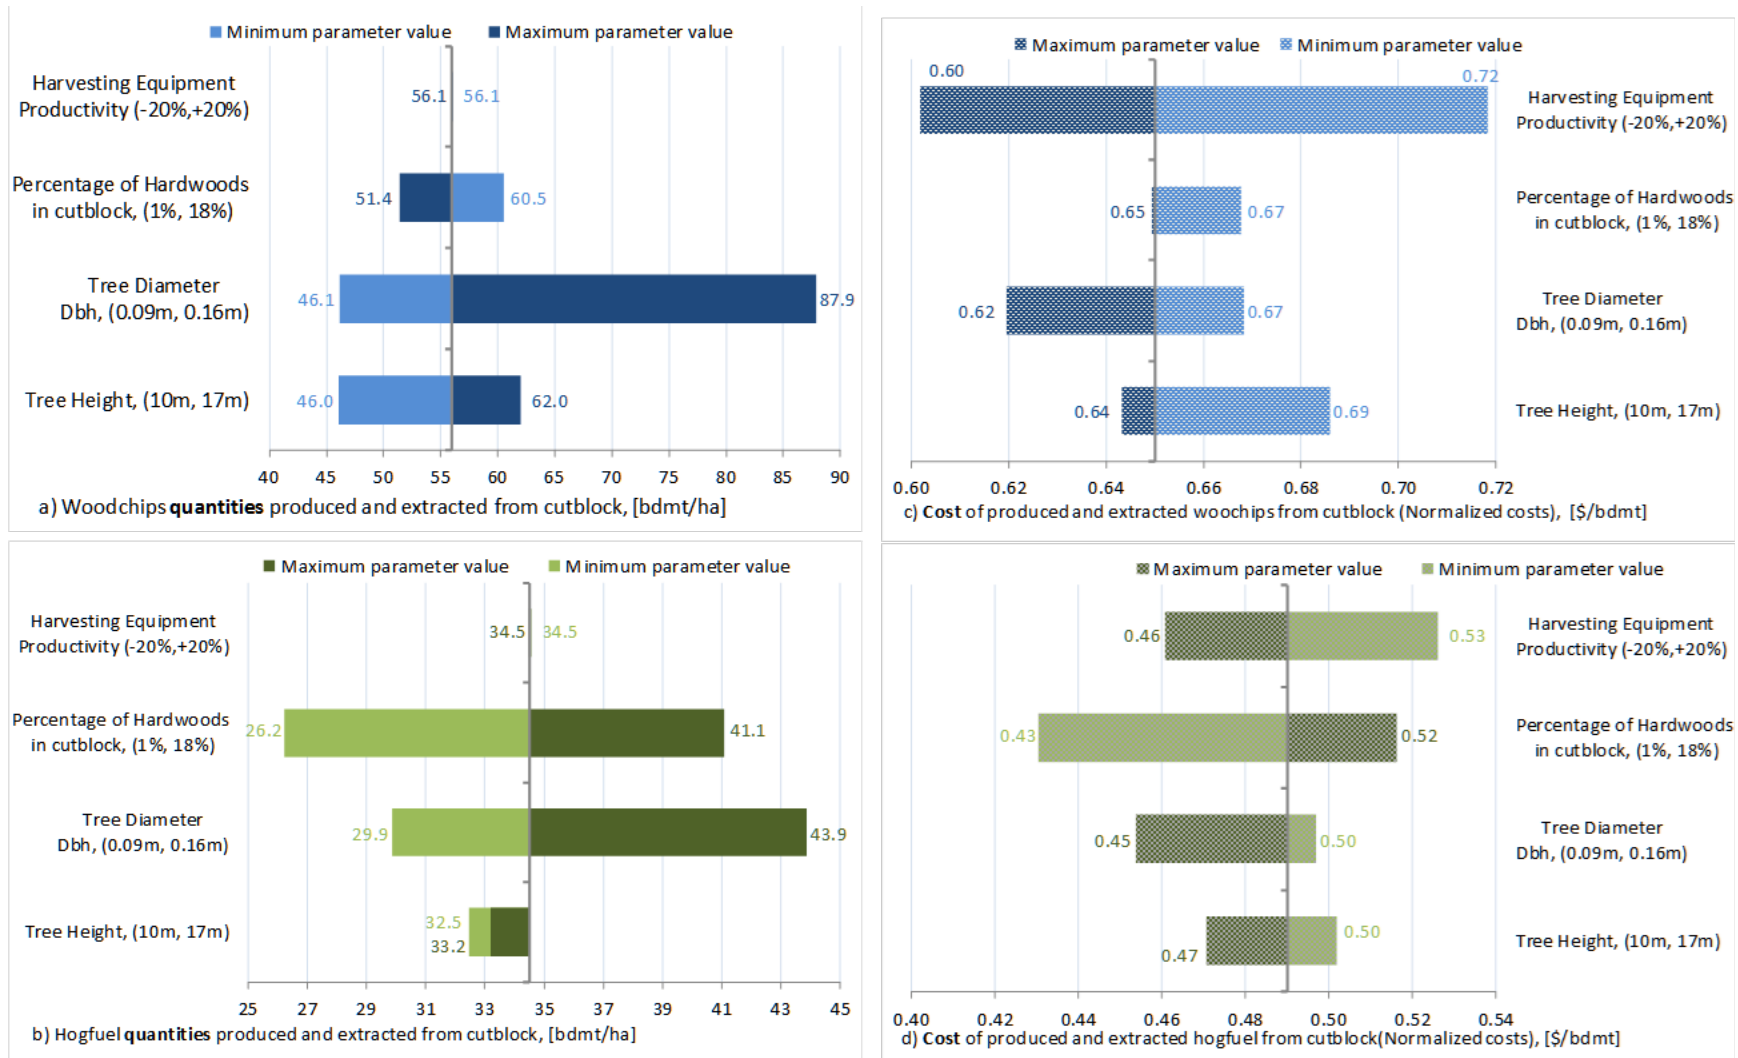 Minimum parameter value Maximum parameter value
Harvesting Equipment
Productivity (-20%,+20%)
56.1 56.1
Percentage of Hardwoods
in cutblock, (1%, 18%)
51.4 60.5
Tree Diameter
Dbh, (0.09m, 0.16m)
46.1 87.9
Tree Height, (10m, 17m)
46.0 62.0
40 45 50 55 60 65 70 75 80 85 90
a) Woodchips quantities produced and extracted from cutblock, [bdmt/ha]
Maximum parameter value Minimum parameter value
0.60 0.72
Harvesting Equipment
Productivity (-20%,+20%)
0.65 0.67
Percentage of Hardwoods
in cutblock, (1%, 18%)
0.62 0.67
Tree Diameter
Dbh, (0.09m, 0.16m)
0.64 0.69
Tree Height, (10m, 17m)
0.60 0.62 0.64 0.66 0.68 0.70 0.72
c) Cost of produced and extracted woochips from cutblock (Normalized costs), [$/bdmt]
Maximum parameter value Minimum parameter value
Harvesting Equipment
Productivity (-20%,+20%)
34.5 34.5
Percentage of Hardwoods
in cutblock, (1%, 18%)
26.2 41.1
Tree Diameter
Dbh, (0.09m, 0.16m)
29.9 43.9
Tree Height, (10m, 17m)
32.5
33.2
25 27 29 31 33 35 37 39 41 43 45
b) Hogfuel quantities produced and extracted from cutblock, [bdmt/ha]
Maximum parameter value Minimum parameter value
0.46 0.53
Harvesting Equipment
Productivity (-20%,+20%)
0.43 0.52
Percentage of Hardwoods
in cutblock, (1%, 18%)
0.45 0.50
Tree Diameter
Dbh, (0.09m, 0.16m)
0.47 0.50
Tree Height, (10m, 17m)
0.40 0.42 0.44 0.46 0.48 0.50 0.52 0.54
d) Cost of produced and extracted hogfuel from cutblock(Normalized costs), [$/bdmt]